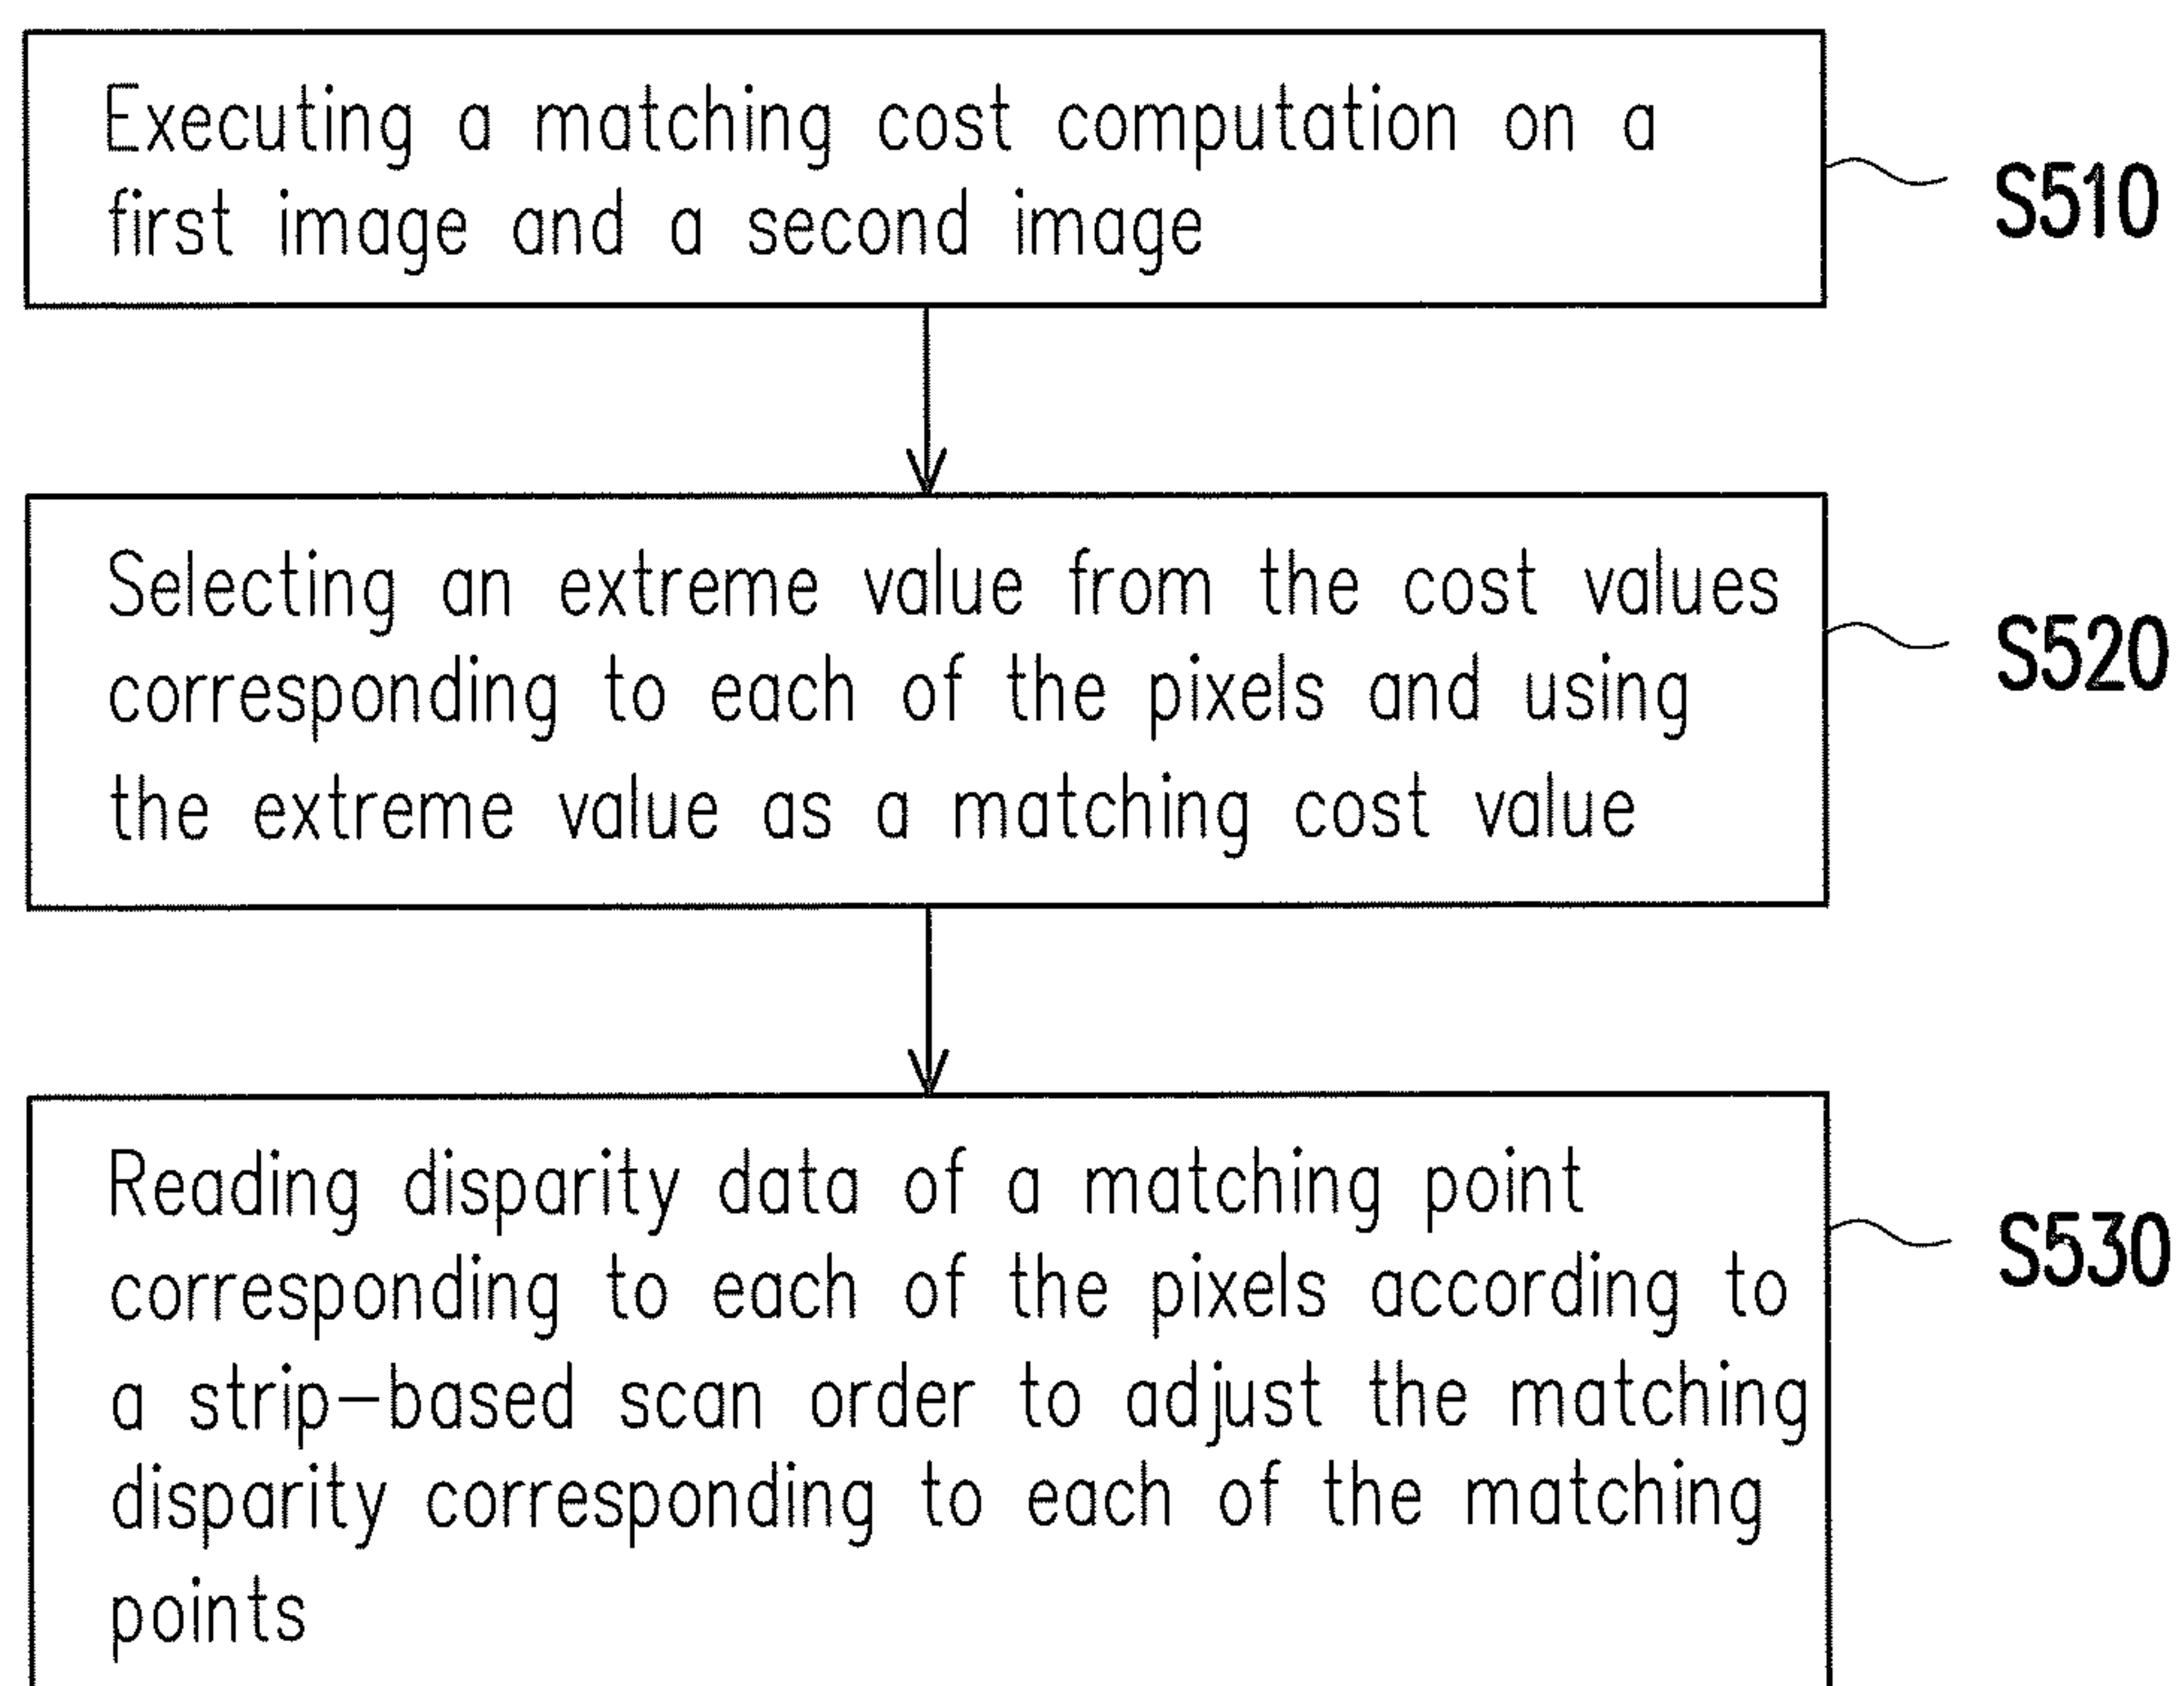 Executing a matching cost computation on a
first image and a second image
S510
Selecting an extreme value from the cost values
corresponding to each of the pixels and using
the extreme value as a matching cost value
S520
Reading disparity data of a matching point
corresponding to each of the pixels according to
a strip-based scan order to adjust the matching
disparity corresponding to each of the matching
points
S530